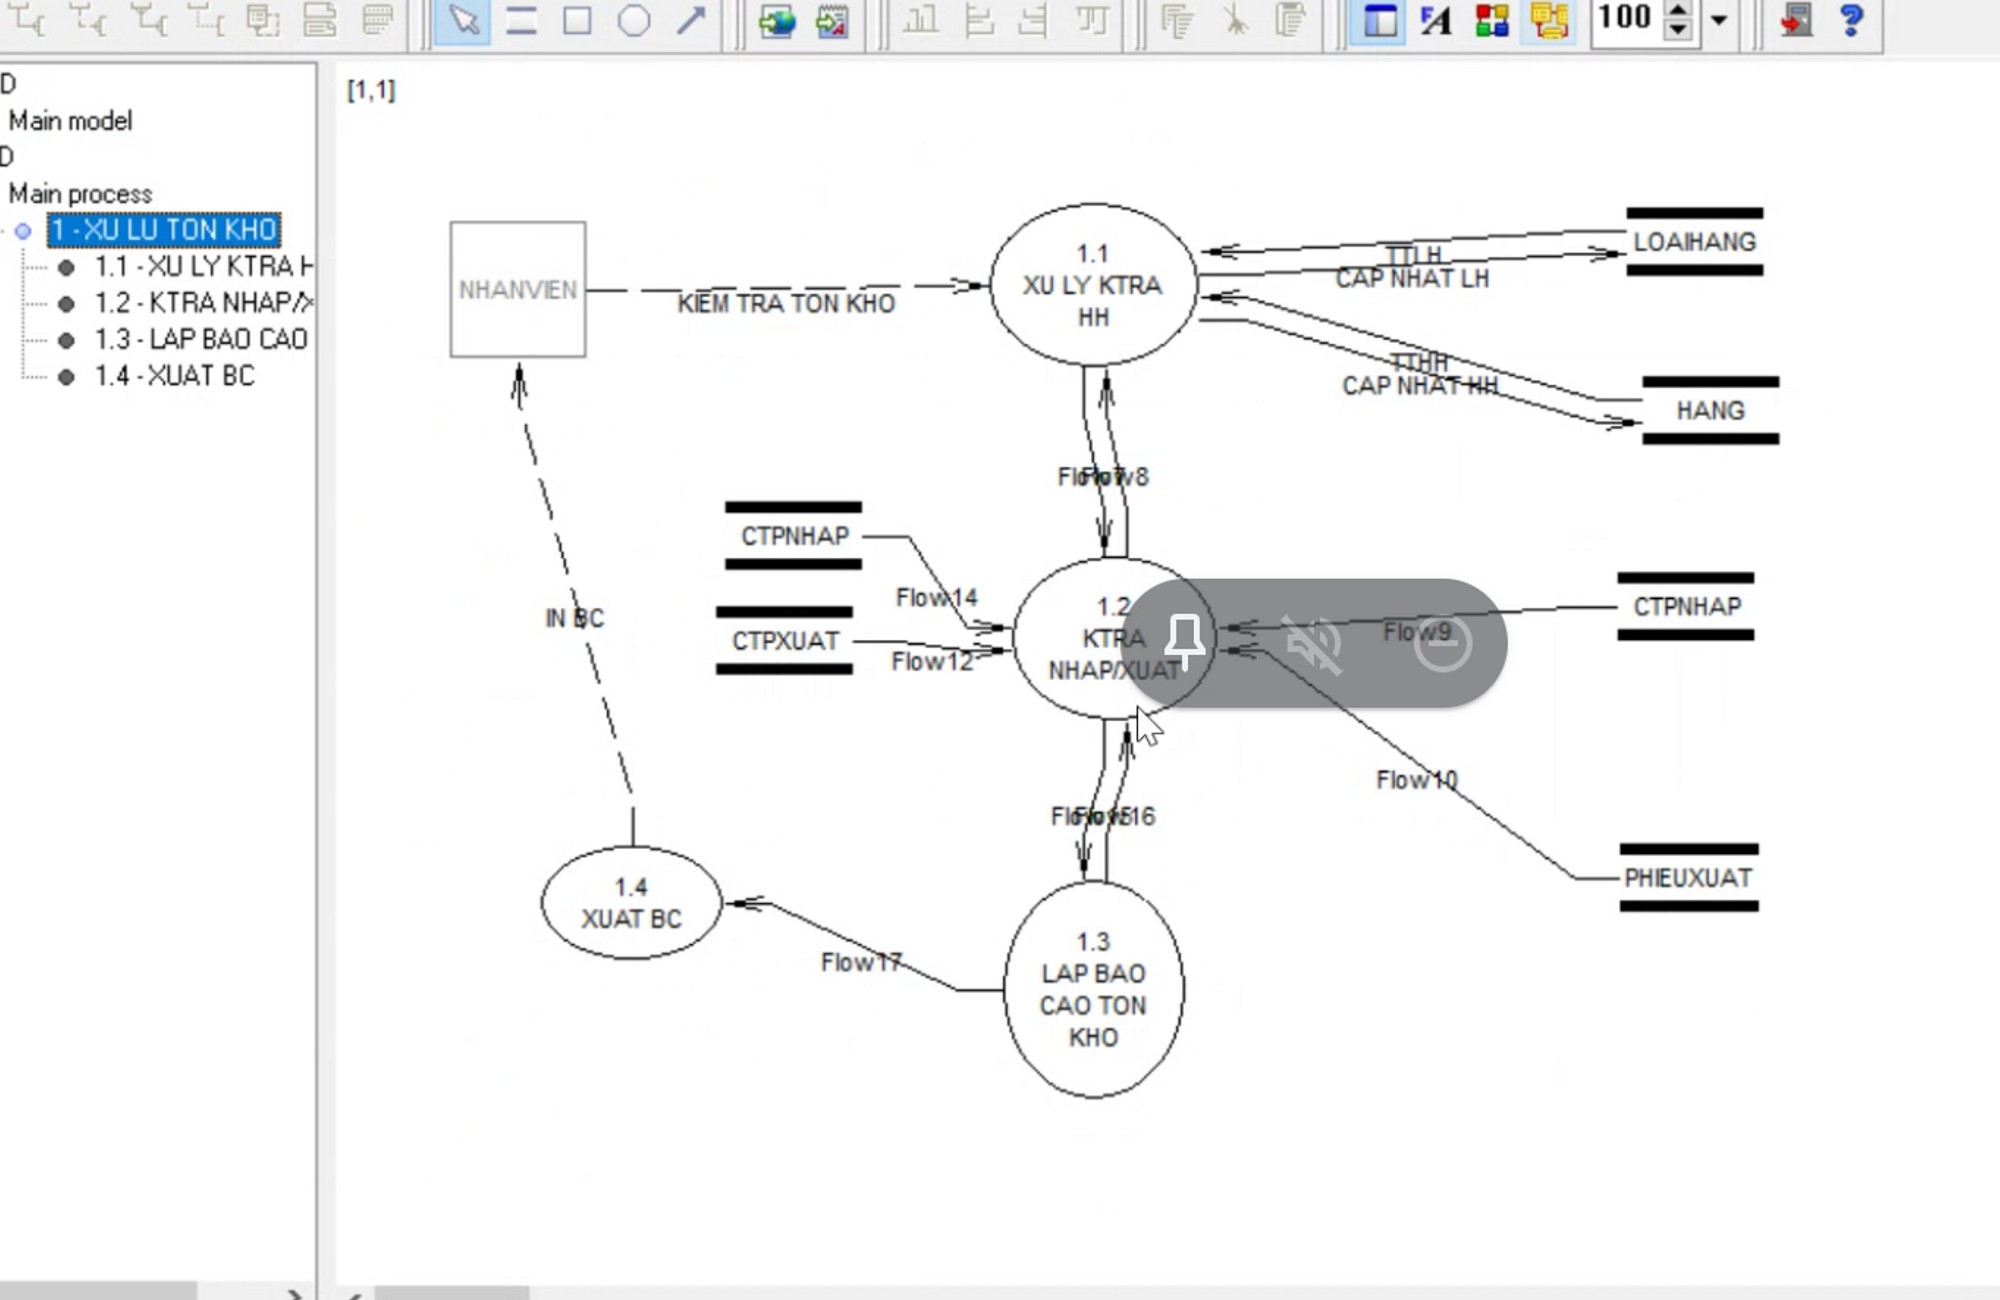 100
D
Main model
D
Main process
1 - XU LU TON KHO
1.1 - XU LY KTRA H
1.2 - KTRA NHAP/
1.3 - LAP BAO CAO
1.4 - XUAT BC
[1,1]
NHANVIEN
KIEM TRA TON KHO
1.1
XU LY KTRA
HH
TTLH
CAP NHAT LH
LOAIHANG
TTHH
CAP NHAT HH
HANG
Flow8
CTPNHAP
Flow14
CTPXUAT
Flow12
1.2
KTRA
NHAP/XUAT
Flow9
CTPNHAP
IN BC
Flow10
PHIEUXUAT
Flow16
1.4
XUAT BC
Flow17
1.3
LAP BAO
CAO TON
KHO